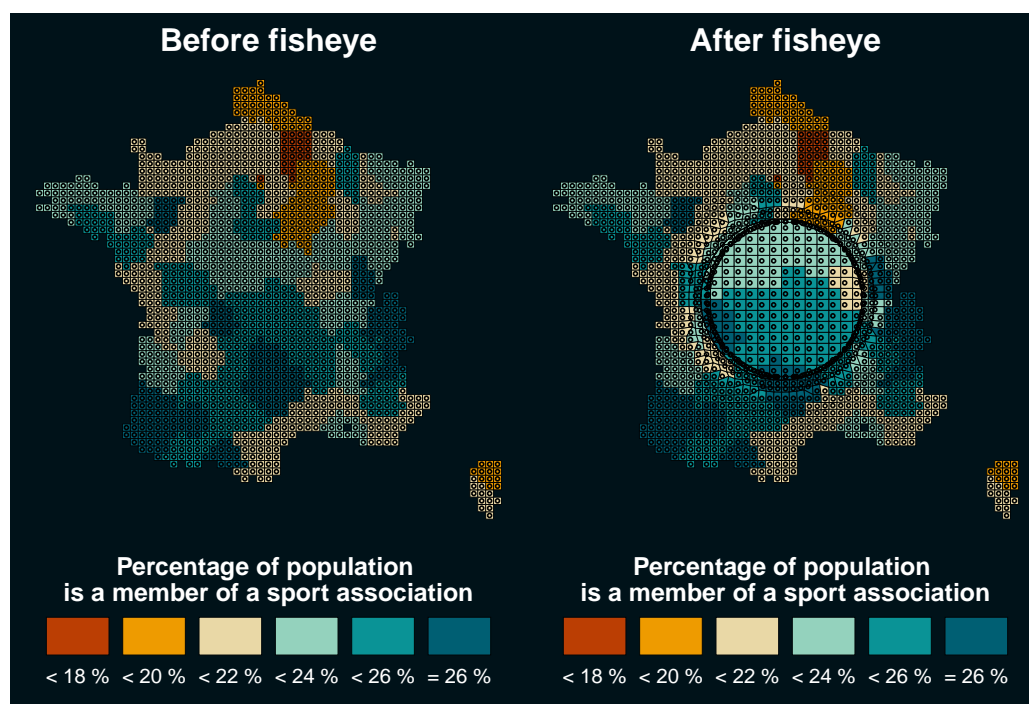 Before fisheye
After fisheye
Percentage of population
is a member of a sport association
< 18 % < 20 % < 22 % < 24 % < 26 % = 26 %
Percentage of population
is a member of a sport association
< 18 % < 20 % < 22 % < 24 % < 26 % = 26 %